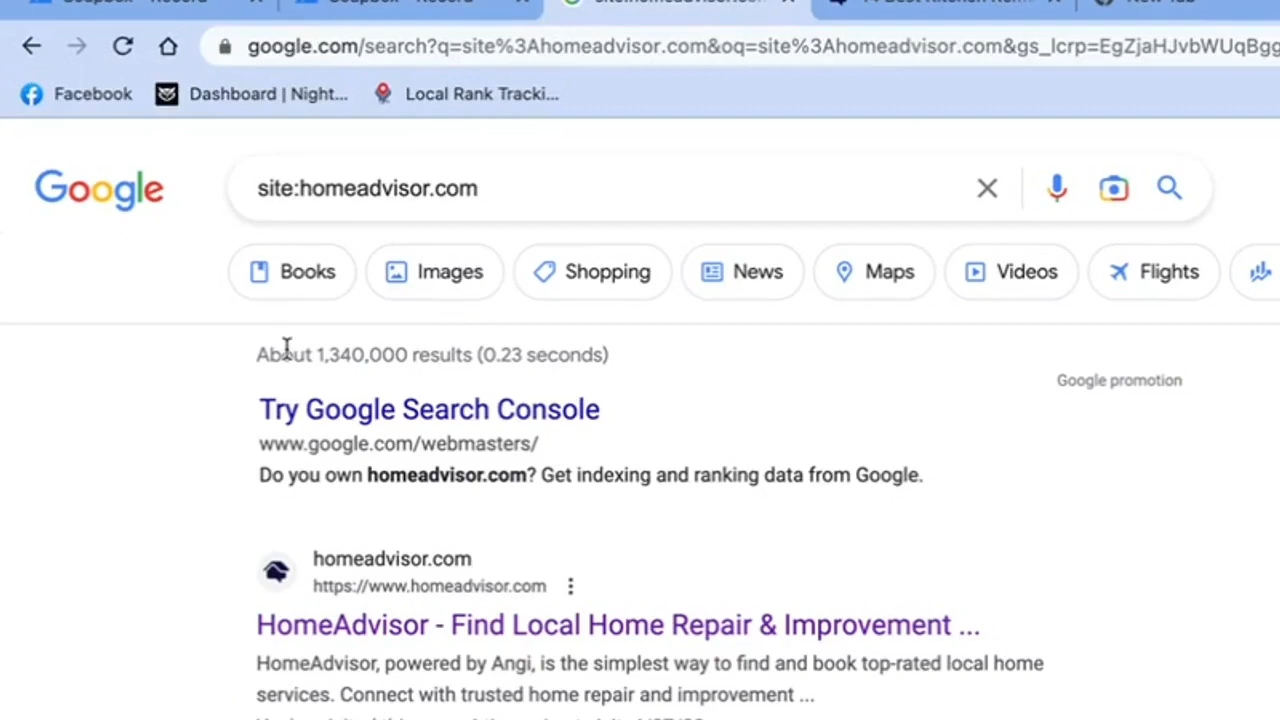 google.com/search?q=site%3Ahomeadvisor.com&oq=site%3Ahomeadvisor.com&gs_lcrp=EgZjaHJvbWUqBgg
Facebook
Dashboard | Night...
Local Rank Tracki...
Google
site:homeadvisor.com
Books
Images
Shopping
News
Maps
Videos
Flights
About 1,340,000 results (0.23 seconds)
Google promotion
Try Google Search Console
www.google.com/webmasters/
Do you own homeadvisor.com? Get indexing and ranking data from Google.
homeadvisor.com
https://www.homeadvisor.com
HomeAdvisor - Find Local Home Repair & Improvement ...
HomeAdvisor, powered by Angi, is the simplest way to find and book top-rated local home
services. Connect with trusted home repair and improvement ...